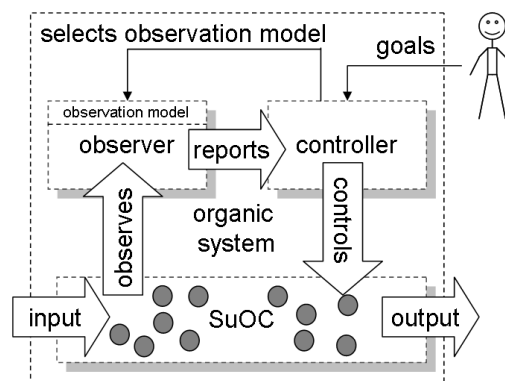 selects observation model
goals
observation model
observer
reports
controller
observes
organic
system
controls
input
SuOC
output